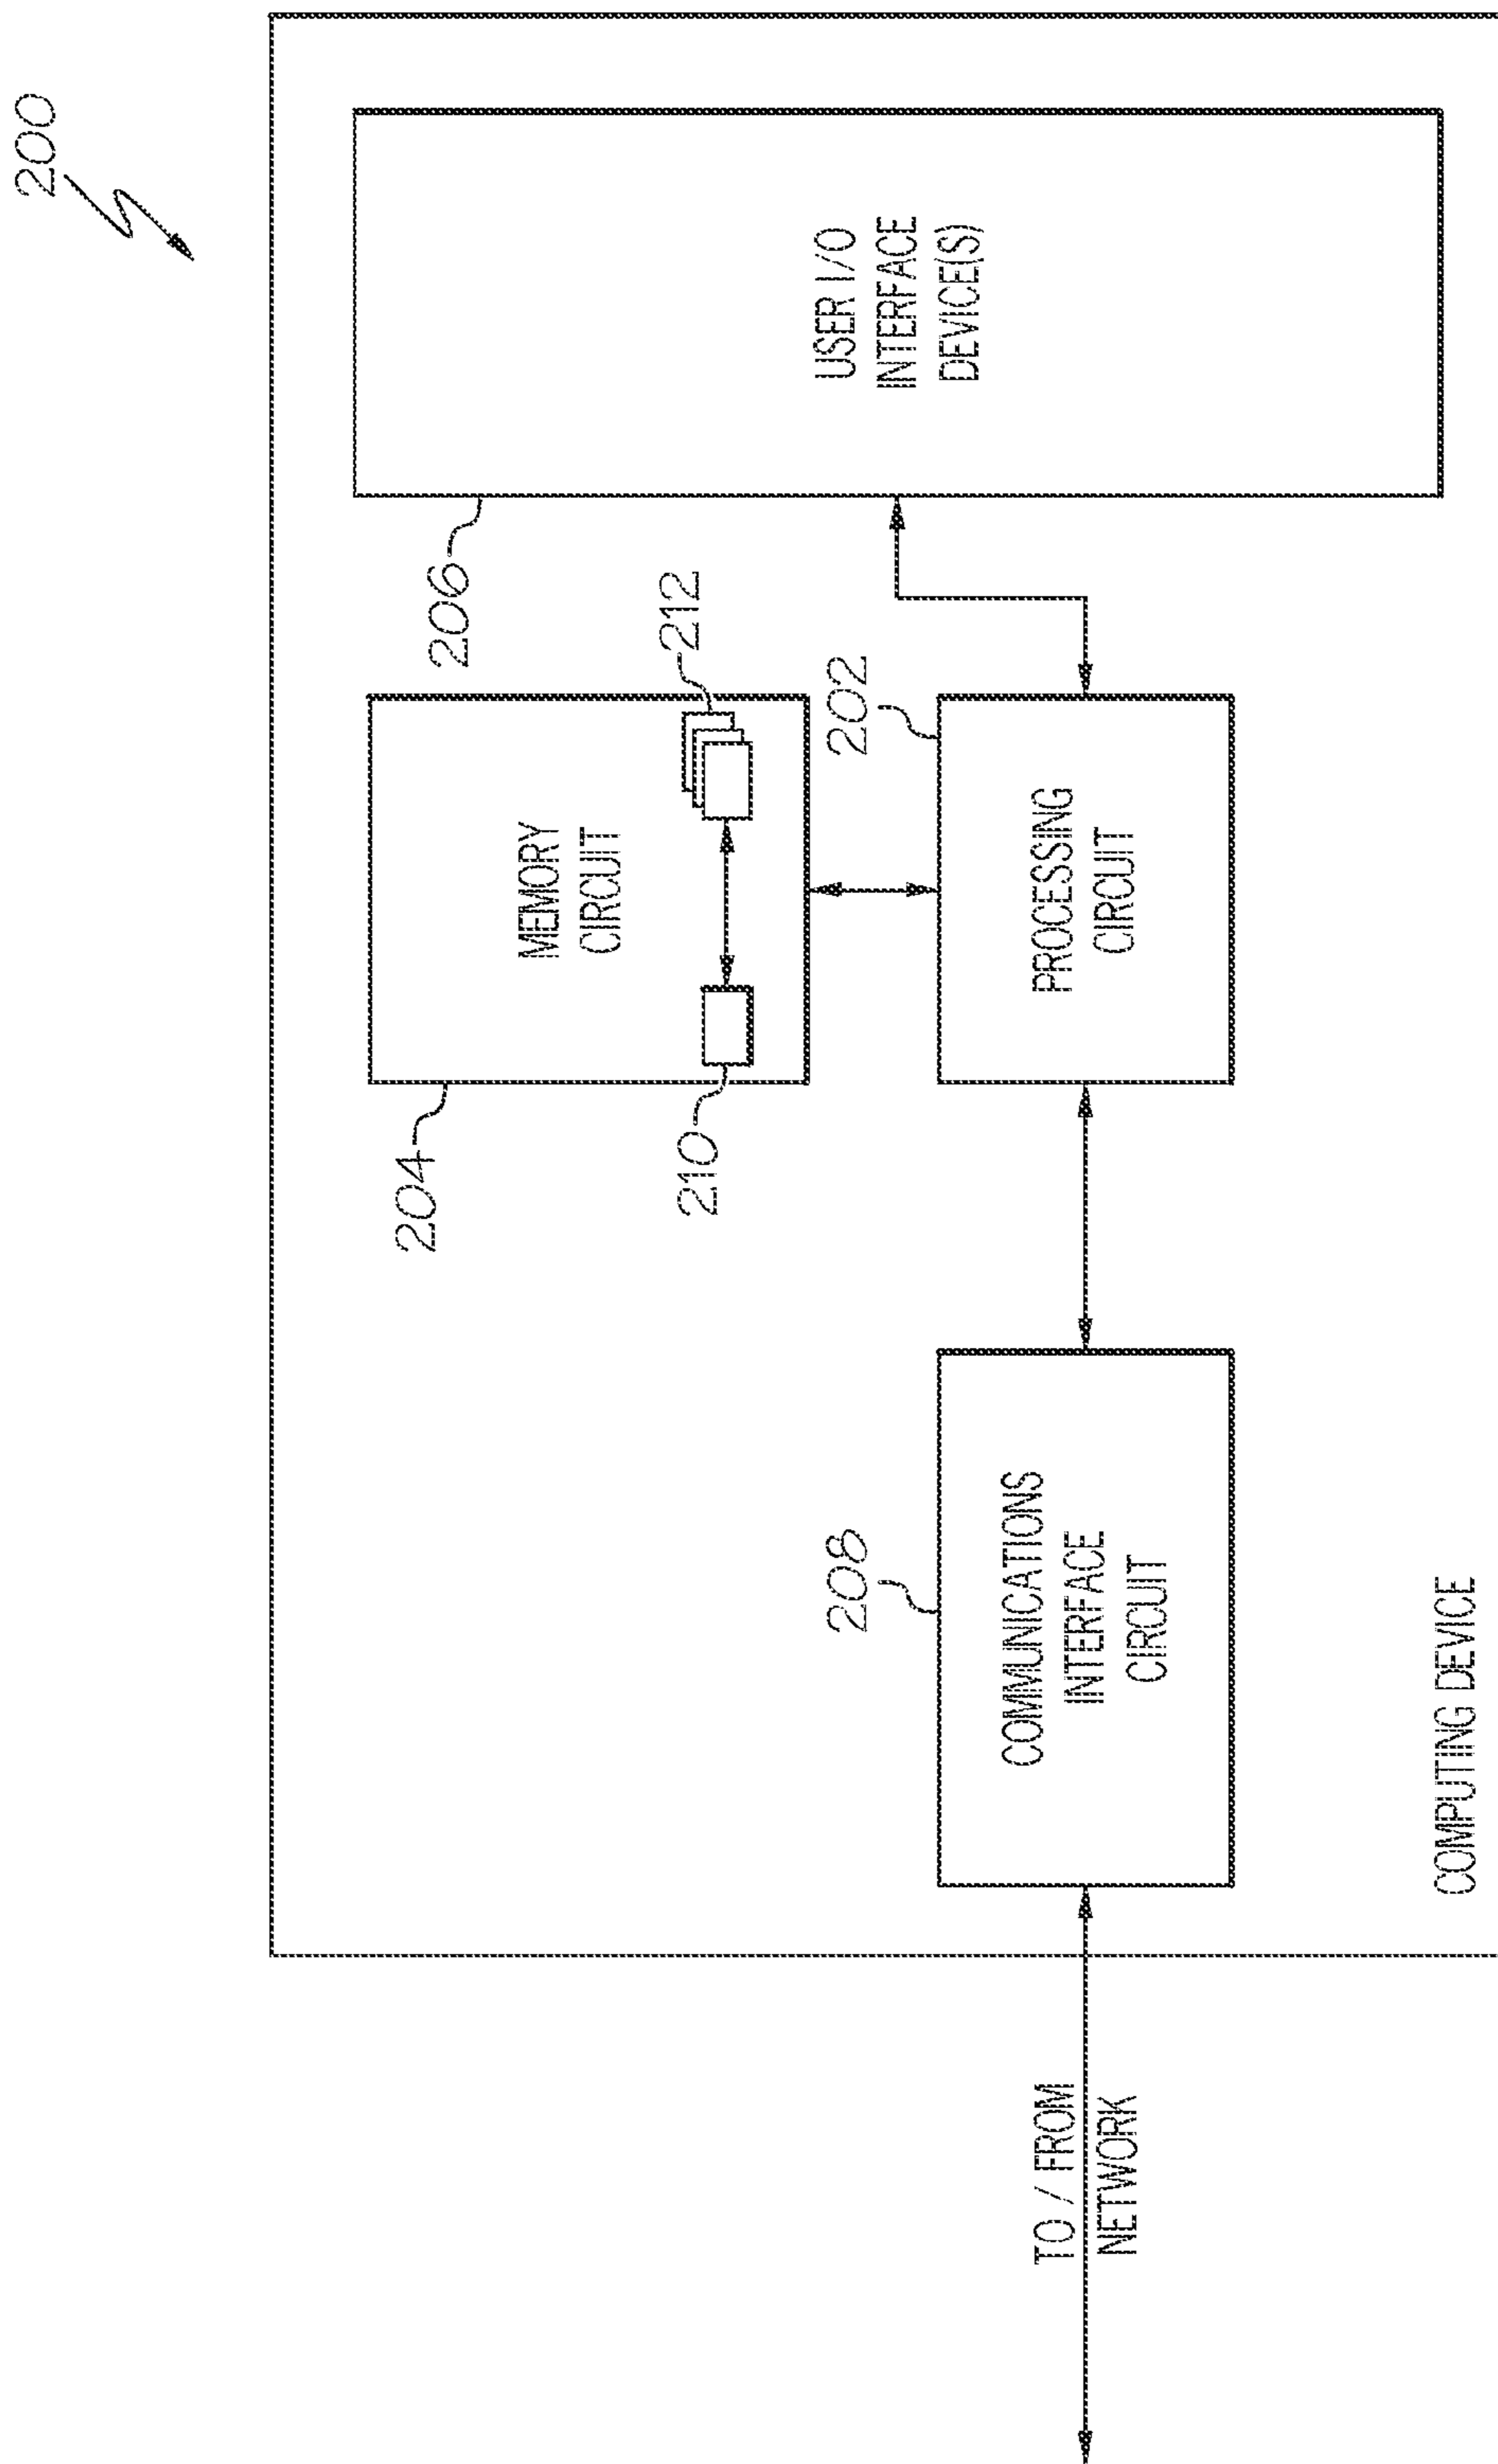 200
USER I/O
INTERFACE
DEVICE(S)
206
212
MEMORY
CIRCUIT
204
210
202
PROCESSING
CIRCUIT
208
COMMUNICATIONS
INTERFACE
CIRCUIT
TO / FROM
NETWORK
COMPUTING DEVICE